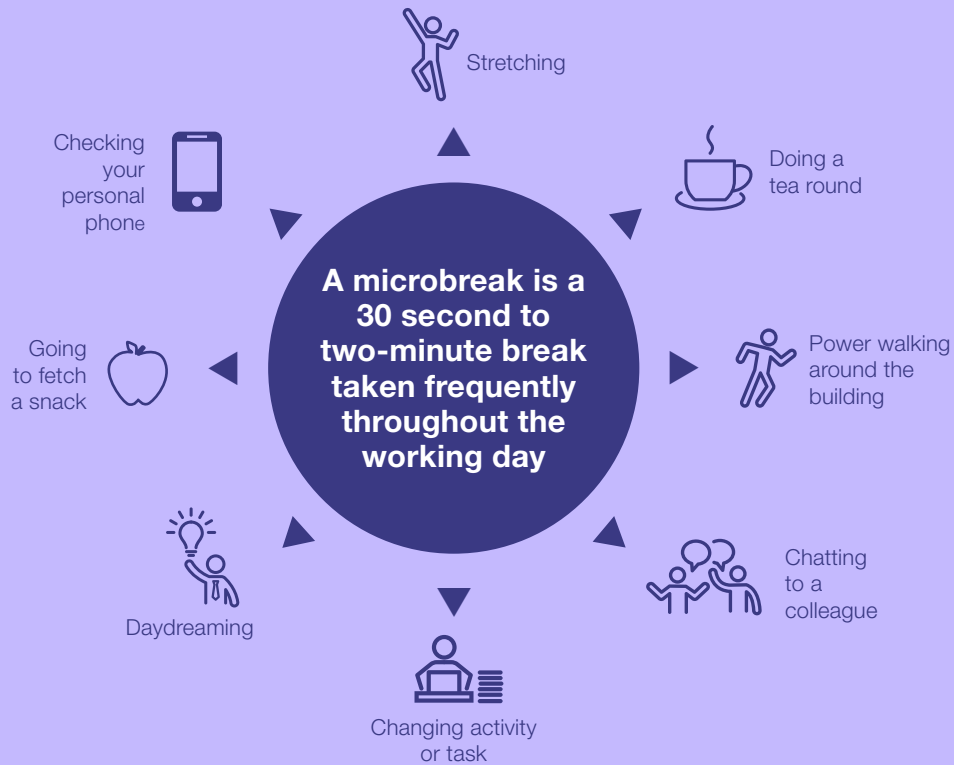 Stretching
Checking
your
personal
phone
Doing a
tea round
A microbreak is a
30 second to
two-minute break
taken frequently
throughout the
working day
Going
to fetch
a snack
Power walking
around the
building
Daydreaming
Chatting
to a
colleague
Changing activity
or task